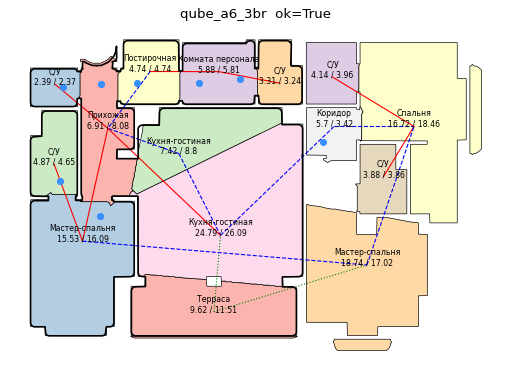 qube_a6_3br  ok=True
Постирочная
4.74 / 4.74
Комната персонала
5.88 / 5.81
С/У
3.31 / 3.24
С/У
4.14 / 3.96
С/У
2.39 / 2.37
Прихожая
6.91 / 8.08
Коридор
5.7 / 3.42
Спальня
16.72 / 18.46
Кухня-гостиная
7.42 / 8.8
С/У
4.87 / 4.65
С/У
3.88 / 3.86
Мастер-спальня
15.53 / 16.09
Кухня-гостиная
24.79 / 26.09
Мастер-спальня
18.74 / 17.02
Терраса
9.62 / 11.51